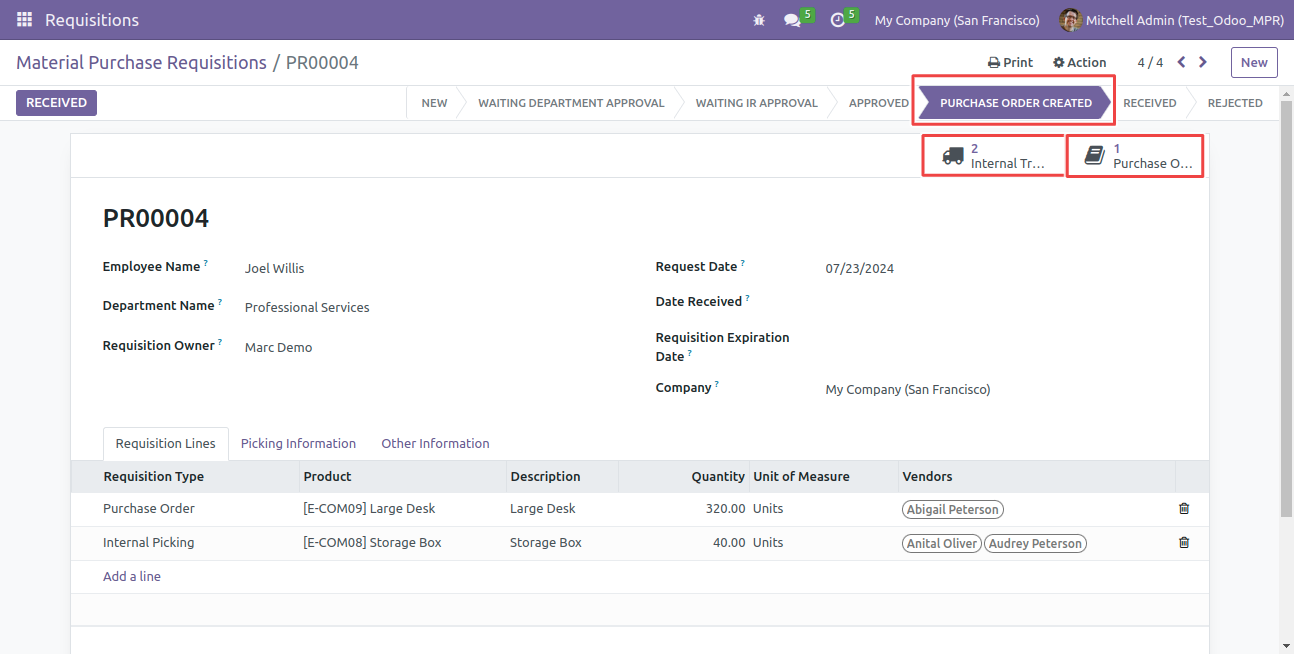 Requisitions 5 5 My Company (San Francisco) Mitchell Admin (Test_Odoo_MPR)
Material Purchase Requisitions / PR00004 Print Action 4 / 4 New
RECEIVED NEW WAITING DEPARTMENT APPROVAL WAITING IR APPROVAL APPROVED PURCHASE ORDER CREATED RECEIVED REJECTED
2
Internal Tr...
1
Purchase O...
PR00004
Employee Name ? Joel Willis
Department Name ? Professional Services
Requisition Owner ? Marc Demo
Request Date ? 07/23/2024
Date Received ?
Requisition Expiration
Date ?
Company ? My Company (San Francisco)
Requisition Lines Picking Information Other Information
Requisition Type Product Description Quantity Unit of Measure Vendors
Purchase Order [E-COM09] Large Desk Large Desk 320.00 Units Abigail Peterson
Internal Picking [E-COM08] Storage Box Storage Box 40.00 Units Anital Oliver Audrey Peterson
Add a line